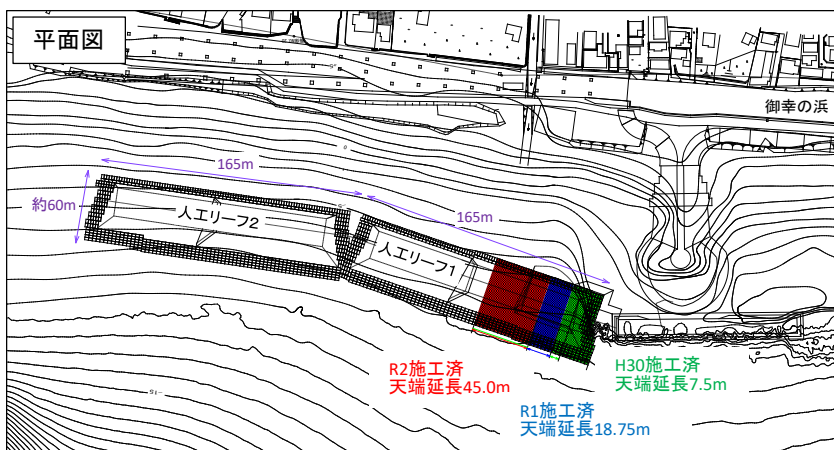 平面図
御幸の浜
165m
約60m
人工リーフ2
165m
人工リーフ1
R2施工済
天端延長45.0m
H30施工済
天端延長7.5m
R1施工済
天端延長18.75m
-15